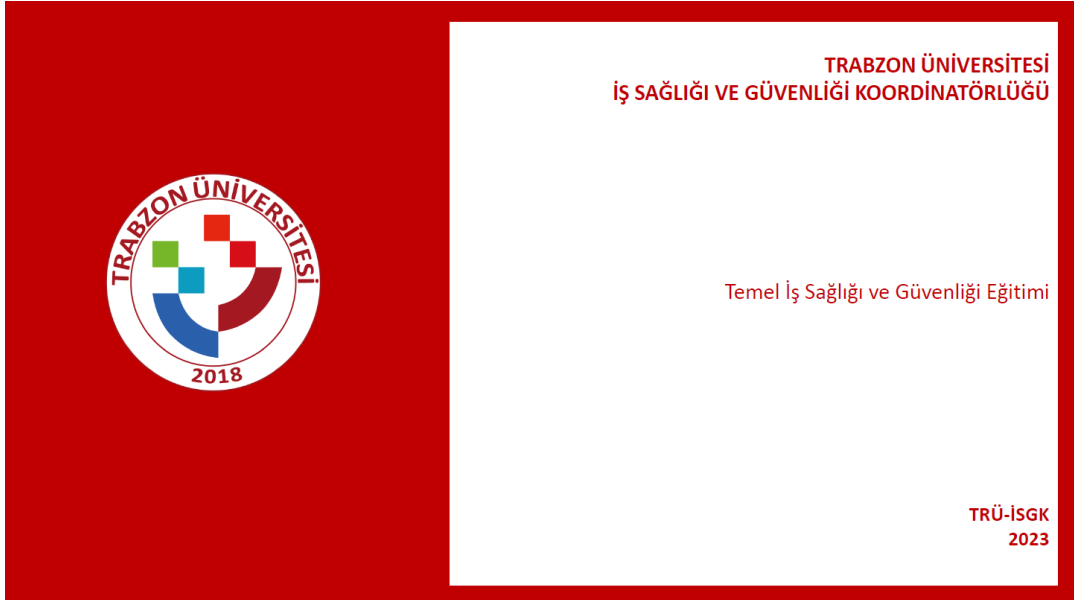 TRABZON ÜNİVERSİTESİ
İŞ SAĞLIĞI VE GÜVENLİĞİ KOORDİNATÖRLÜĞÜ
TRABZON ÜNİVERSİTESİ
2018
Temel İş Sağlığı ve Güvenliği Eğitimi
TRÜ-İSGK
2023